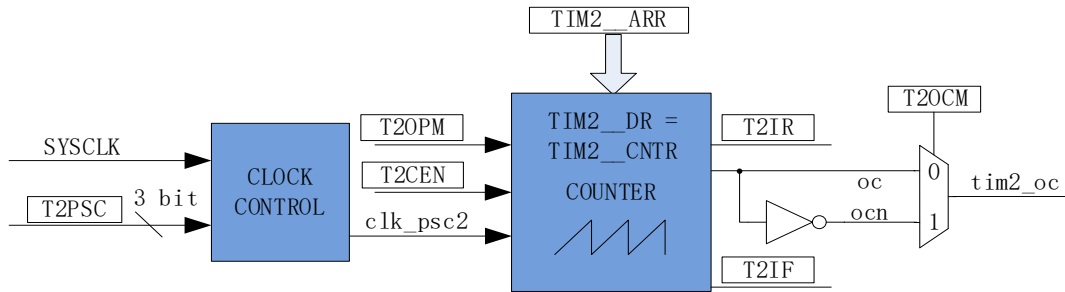 TIM2__ARR
SYSCLK
T2PSC
3 bit
CLOCK
CONTROL
T2OPM
T2CEN
clk_psc2
TIM2__DR =
TIM2__CNTR
COUNTER
T2IR
oc
ocn
T2IF
T2OCM
0
1
tim2_oc